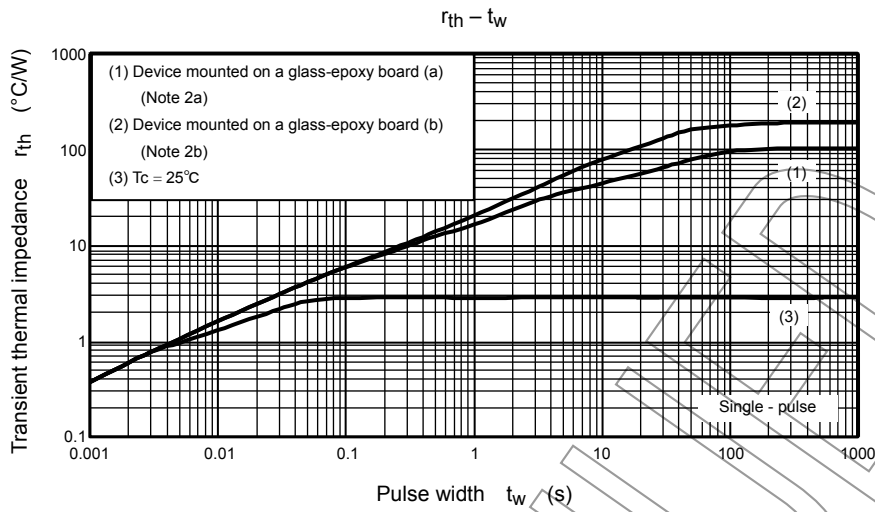 rth – tw
Transient thermal impedance rth (°C/W)
1000
100
10
1
0.1
(1) Device mounted on a glass-epoxy board (a)
(Note 2a)
(2) Device mounted on a glass-epoxy board (b)
(Note 2b)
(3) Tc = 25°C
(2)
(1)
(3)
Single - pulse
0.001 0.01 0.1 1 10 100 1000
Pulse width tw (s)